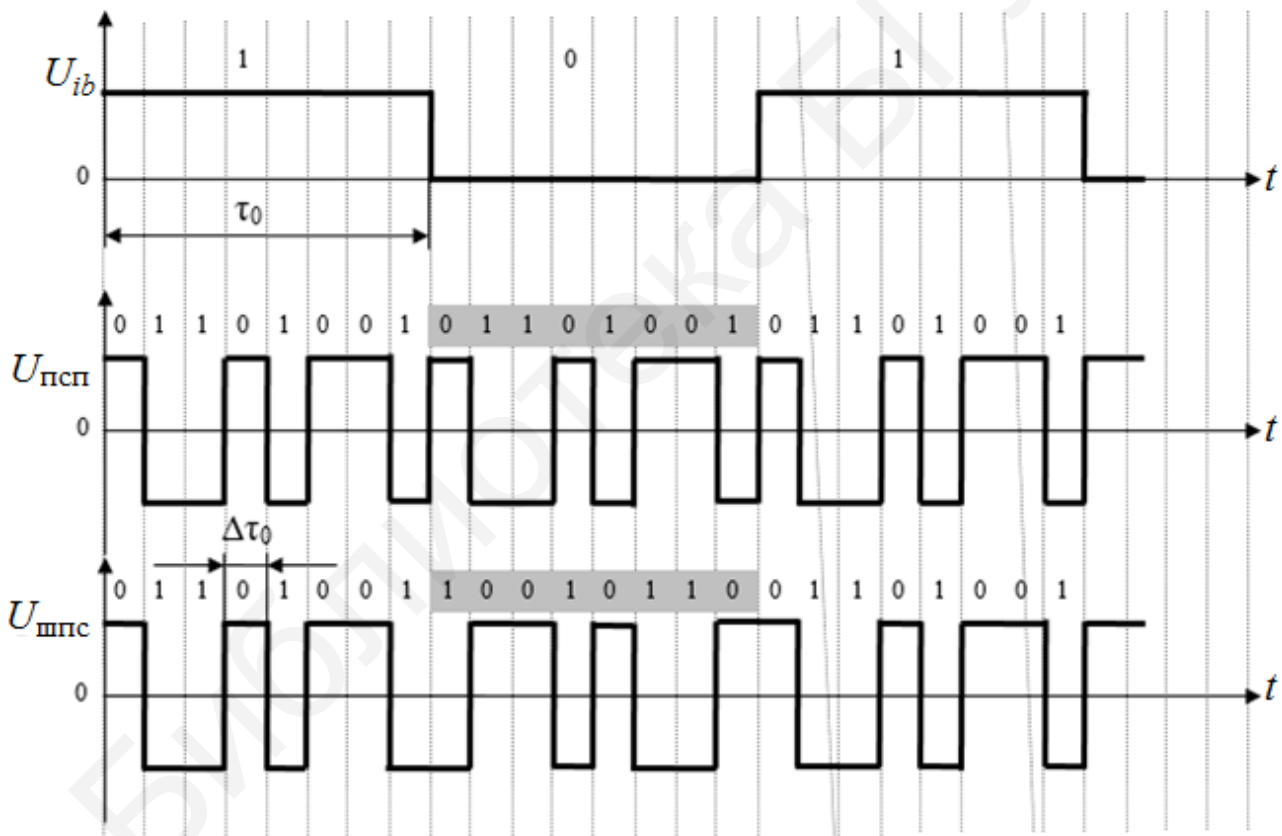 1 0 1
U_ib
0
t
τ₀
0 1 1 0 1 0 0 1 0 1 1 0 1 0 0 1 0 1 1 0 1 0 0 1
U_псп
0
t
Δτ₀
0 1 1 0 1 0 0 1 1 0 0 1 0 1 1 0 0 1 1 0 1 0 0 1
U_шпс
0
t
Библиотека